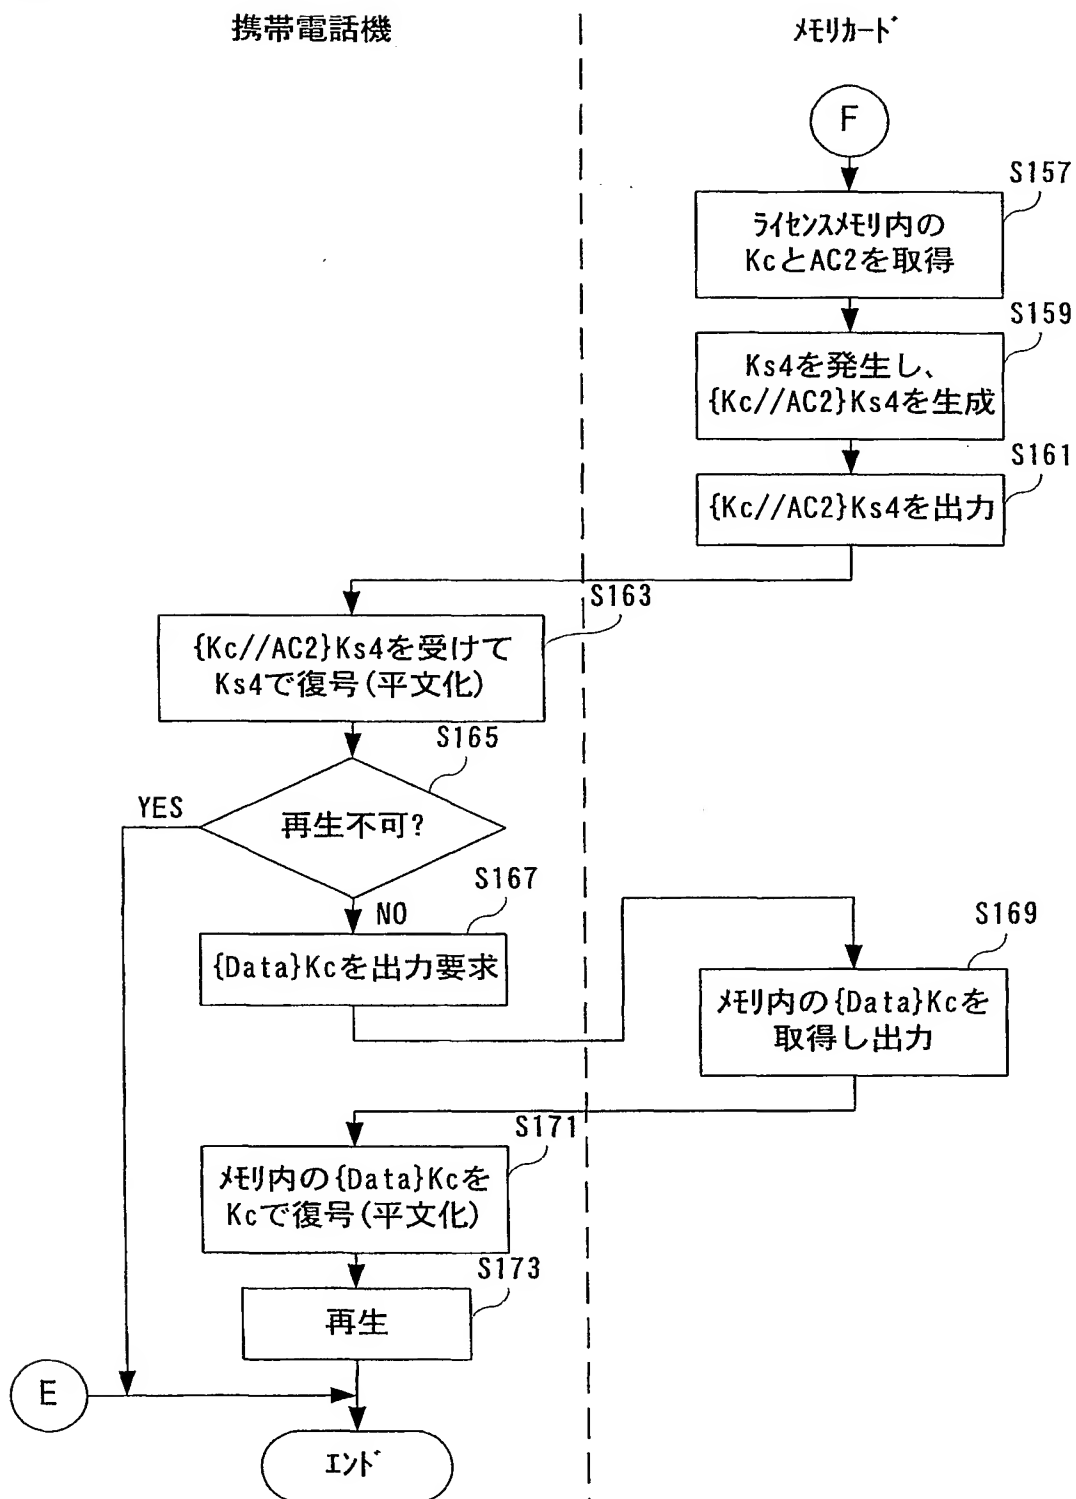 携帯電話機
ﾒﾓﾘｶｰﾄﾞ
F
S157
ﾗｲｾﾝｽﾒﾓﾘ内の
KcとAC2を取得
S159
Ks4を発生し、
{Kc//AC2}Ks4を生成
S161
{Kc//AC2}Ks4を出力
S163
{Kc//AC2}Ks4を受けて
Ks4で復号(平文化)
S165
YES
再生不可?
NO
S167
{Data}Kcを出力要求
S169
ﾒﾓﾘ内の{Data}Kcを
取得し出力
S171
ﾒﾓﾘ内の{Data}Kcを
Kcで復号(平文化)
S173
再生
E
ｴﾝﾄﾞ